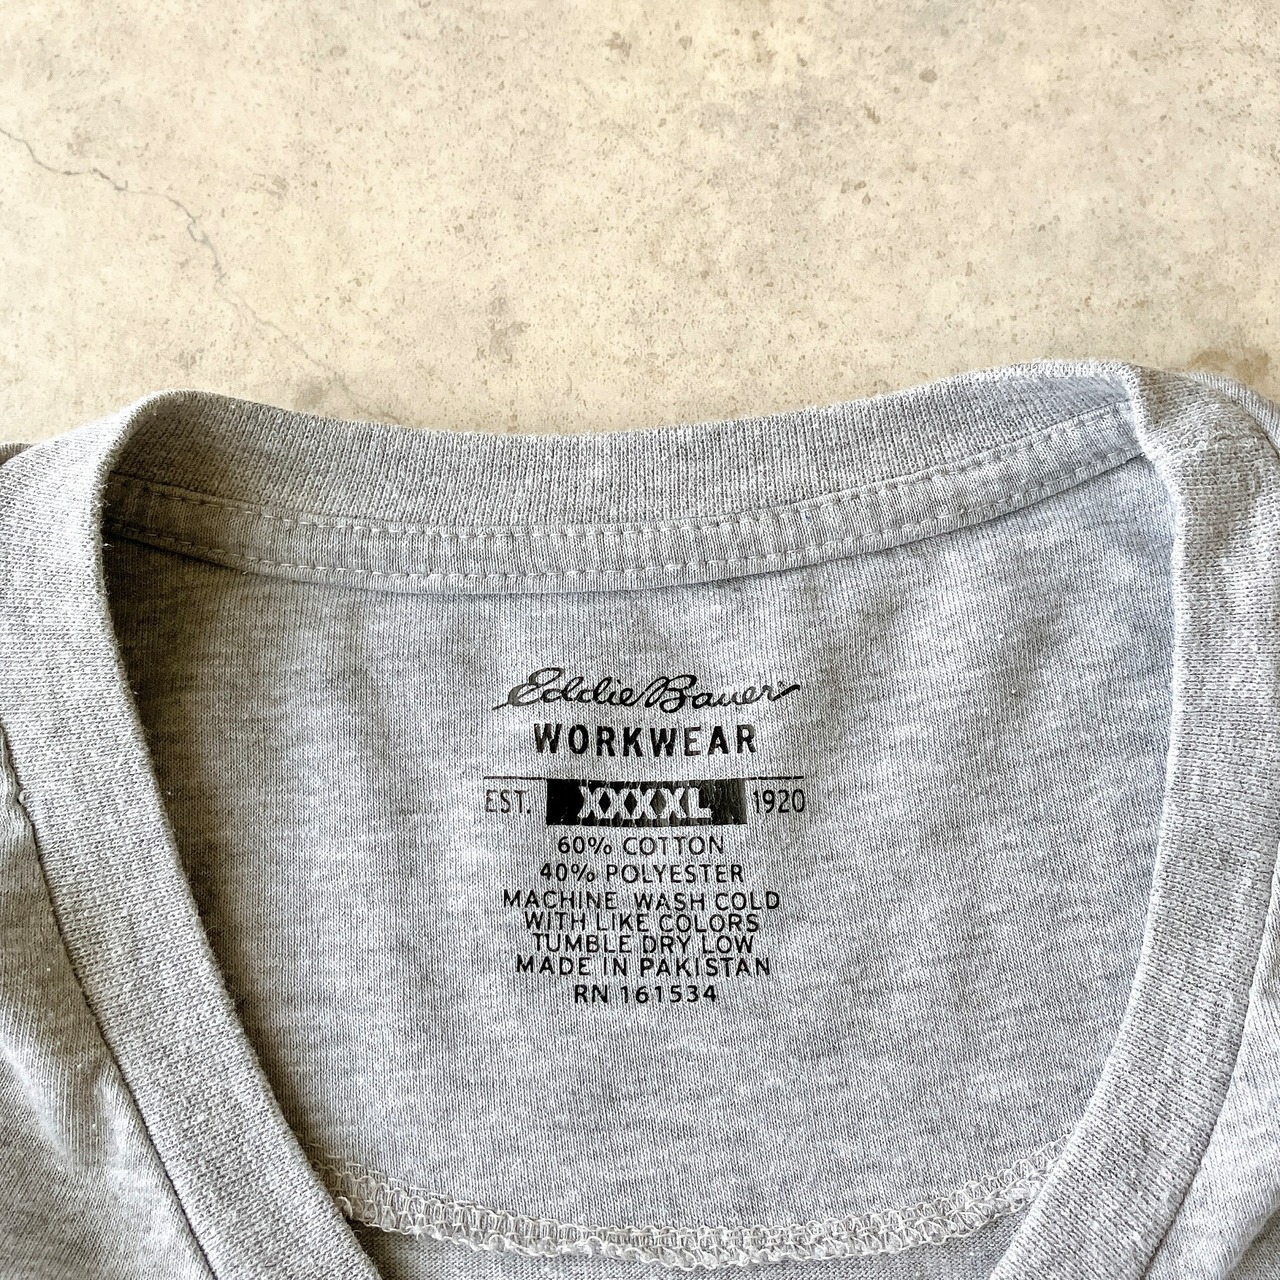 Eddie Bauer
WORKWEAR
EST. XXXXL 1920
60% COTTON
40% POLYESTER
MACHINE WASH COLD
WITH LIKE COLORS
TUMBLE DRY LOW
MADE IN PAKISTAN
RN 161534